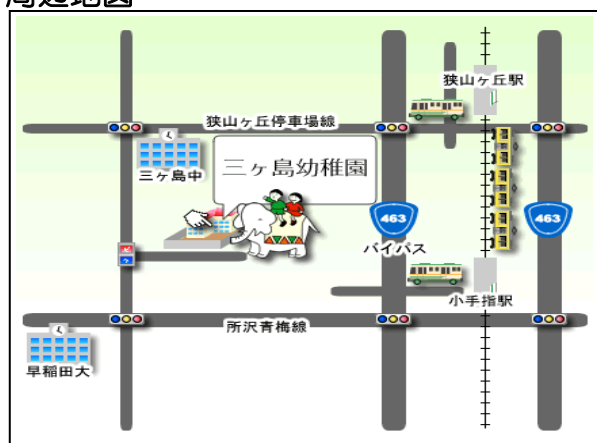 周辺地図
狭山ヶ丘駅
狭山ヶ丘停車場線
三ヶ島中
三ヶ島幼稚園
463
463
バイパス
小手指駅
所沢青梅線
早稲田大